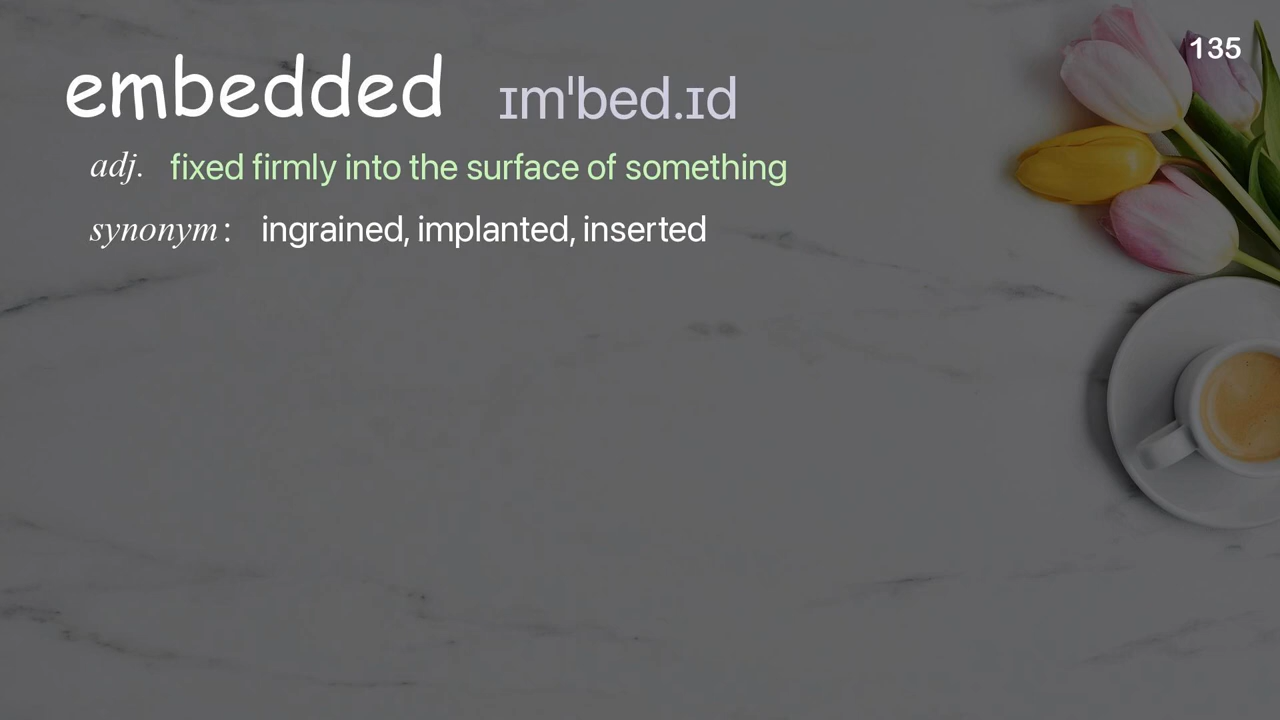 135
embedded ɪmˈbed.ɪd
adj. fixed firmly into the surface of something
synonym: ingrained, implanted, inserted